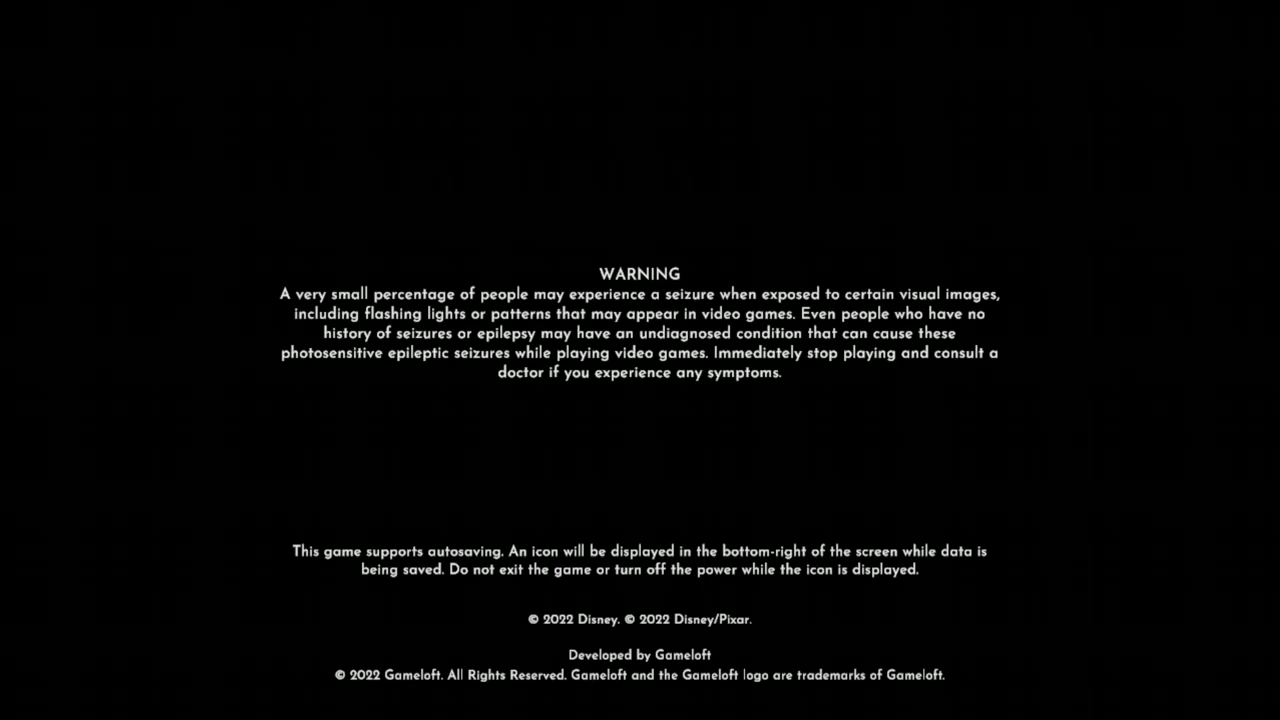 WARNING
A very small percentage of people may experience a seizure when exposed to certain visual images,
including flashing lights or patterns that may appear in video games. Even people who have no
history of seizures or epilepsy may have an undiagnosed condition that can cause these
photosensitive epileptic seizures while playing video games. Immediately stop playing and consult a
doctor if you experience any symptoms.
This game supports autosaving. An icon will be displayed in the bottom-right of the screen while data is
being saved. Do not exit the game or turn off the power while the icon is displayed.
© 2022 Disney. © 2022 Disney/Pixar.
Developed by Gameloft
© 2022 Gameloft. All Rights Reserved. Gameloft and the Gameloft logo are trademarks of Gameloft.